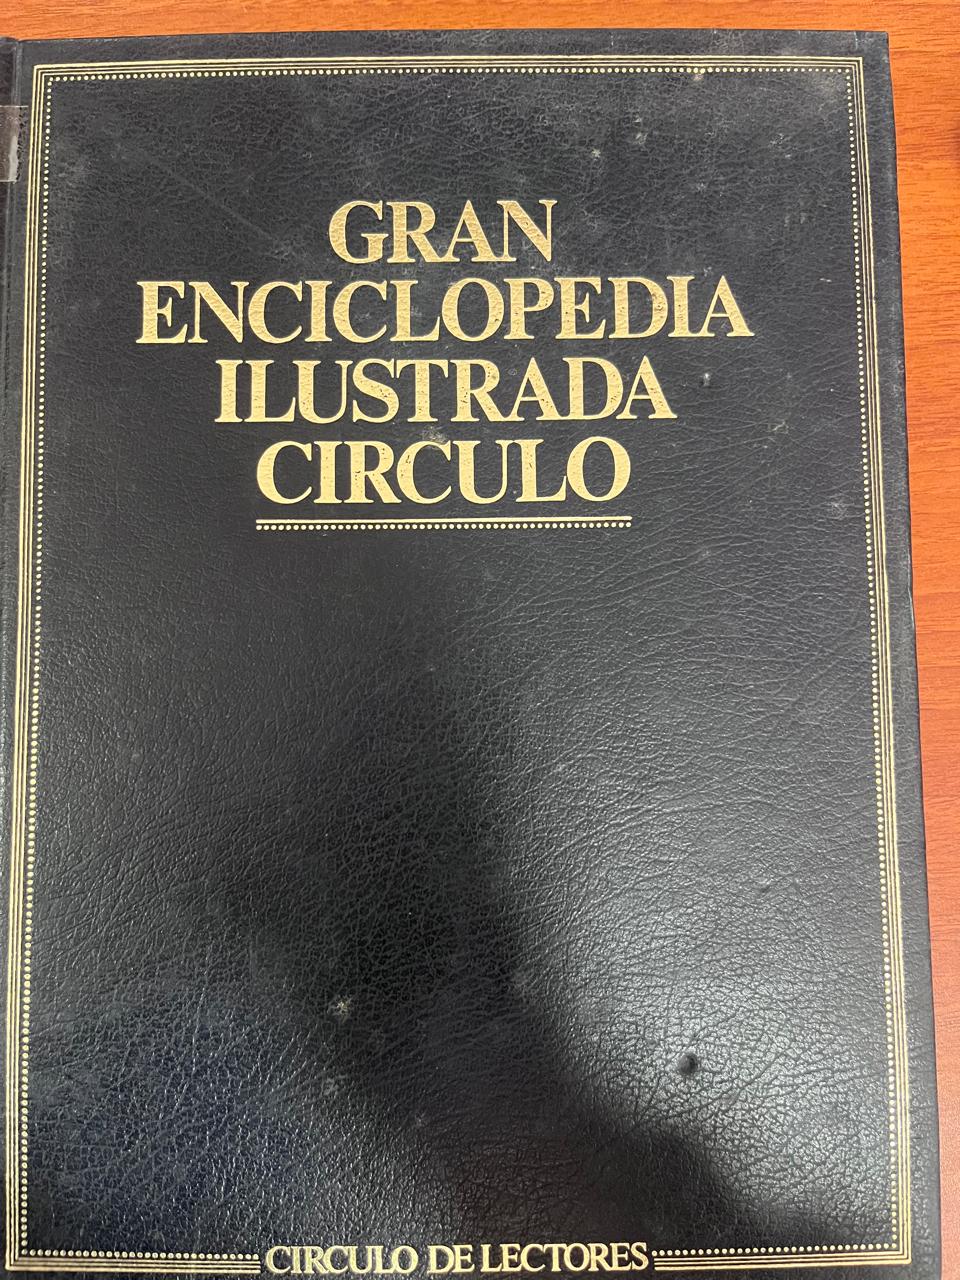 GRAN
ENCICLOPEDIA
ILUSTRADA
CIRCULO
CIRCULO DE LECTORES